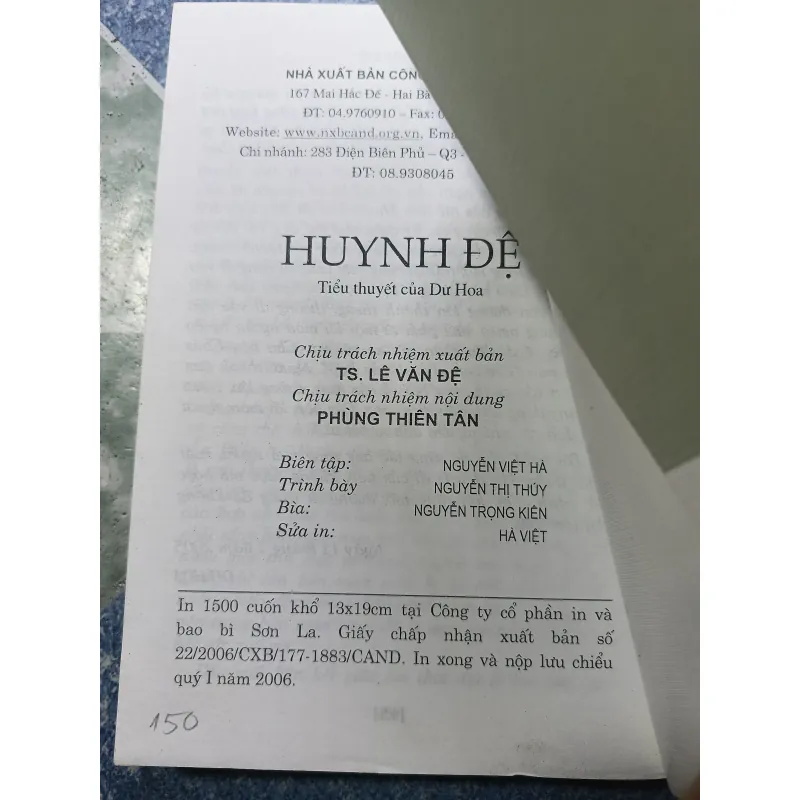 NHÀ XUẤT BẢN CÔN
167 Mai Hắc Đế - Hai Bà
ĐT: 04.9760910 – Fax: 0
Website: www.nxbcand.org.vn, Ema
Chi nhánh: 283 Điện Biên Phủ – Q3 -
ĐT: 08.9308045
HUYNH ĐỆ
Tiểu thuyết của Dư Hoa
Chịu trách nhiệm xuất bản
TS. LÊ VĂN ĐỆ
Chịu trách nhiệm nội dung
PHÙNG THIÊN TÂN
Biên tập: NGUYỄN VIỆT HÀ
Trình bày NGUYỄN THỊ THÚY
Bìa: NGUYỄN TRỌNG KIÊN
Sửa in: HÀ VIỆT
In 1500 cuốn khổ 13x19cm tại Công ty cổ phần in và
bao bì Sơn La. Giấy chấp nhận xuất bản số
22/2006/CXB/177-1883/CAND. In xong và nộp lưu chiểu
quý I năm 2006.
150